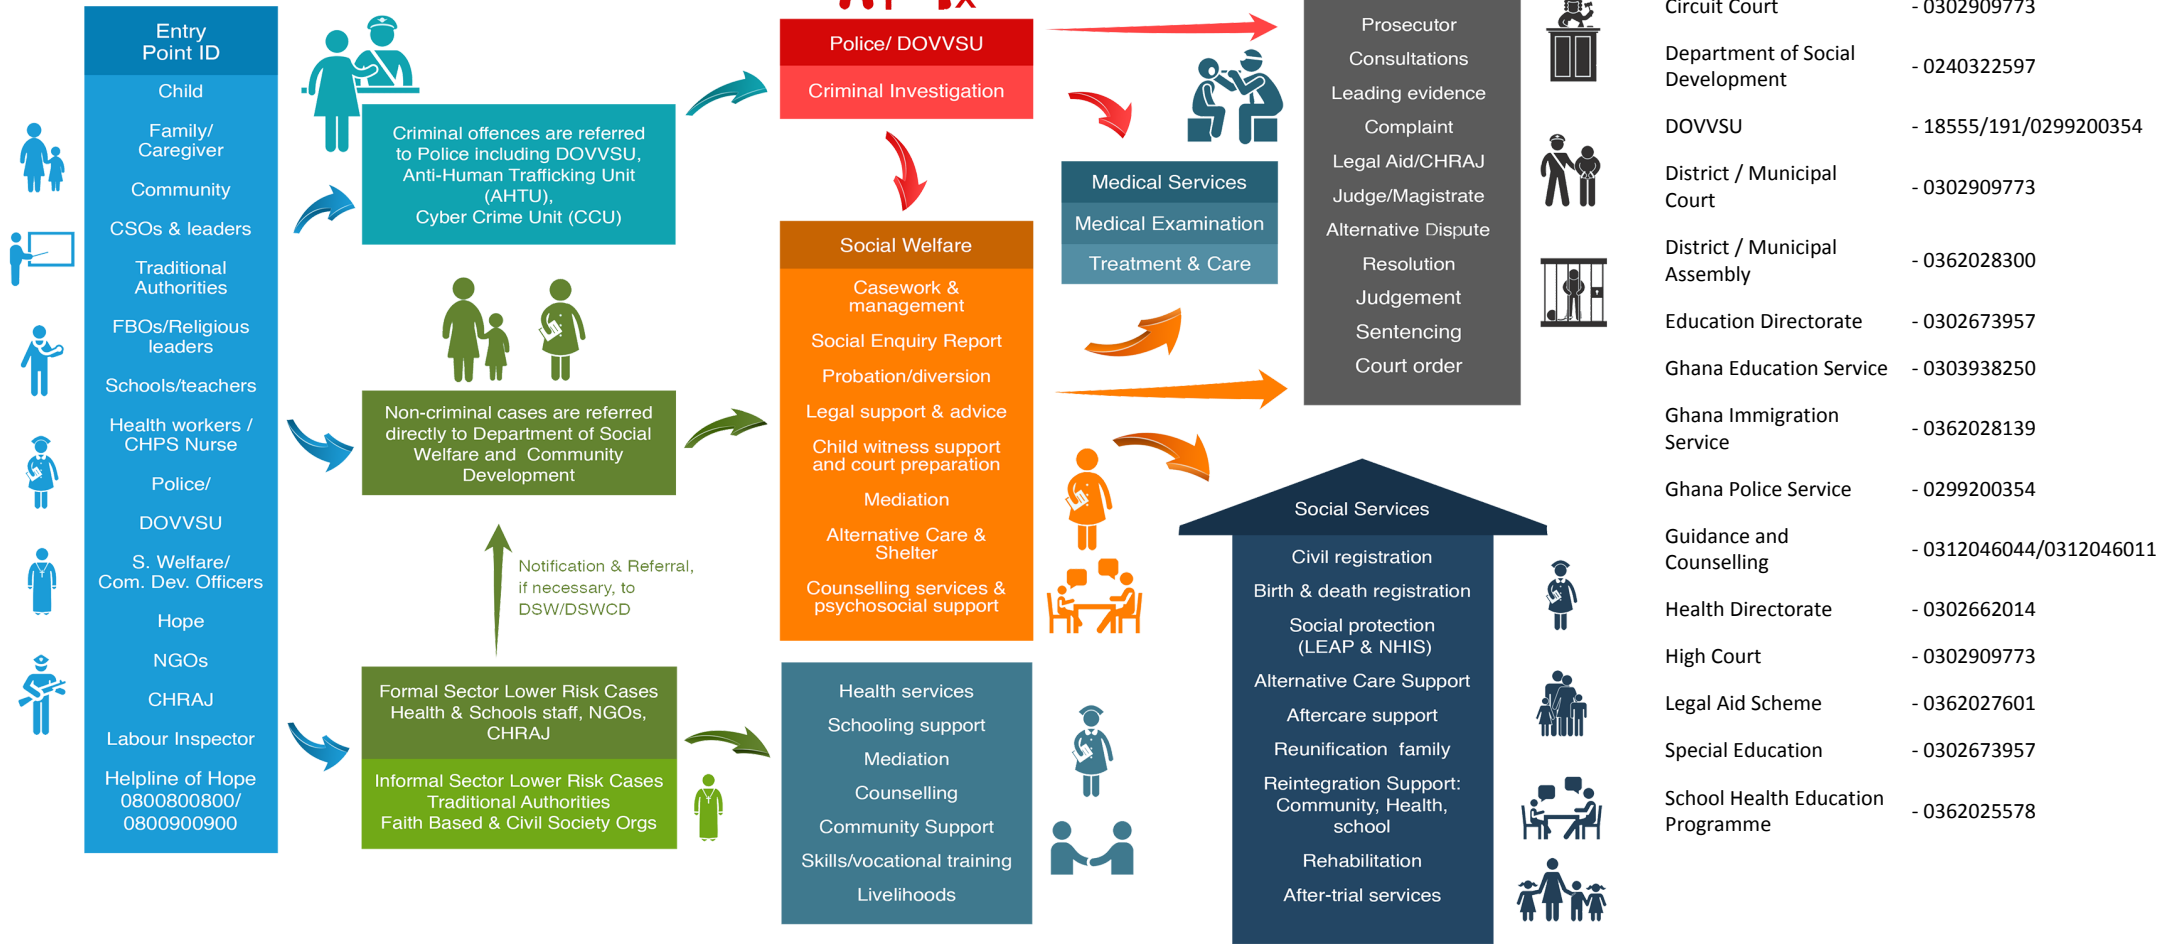 Entry
Point ID
Child
Family/
Caregiver
Community
CSOs & leaders
Traditional
Authorities
FBOs/Religious
leaders
Schools/teachers
Health workers /
CHPS Nurse
Police/
DOVVSU
S. Welfare/
Com. Dev. Officers
Hope
NGOs
CHRAJ
Labour Inspector
Helpline of Hope
0800800800/
0800900900
Criminal offences are referred
to Police including DOVVSU,
Anti-Human Trafficking Unit
(AHTU),
Cyber Crime Unit (CCU)
Non-criminal cases are referred
directly to Department of Social
Welfare and Community
Development
Notification & Referral,
if necessary, to
DSW/DSWCD
Formal Sector Lower Risk Cases
Health & Schools staff, NGOs,
CHRAJ
Informal Sector Lower Risk Cases
Traditional Authorities
Faith Based & Civil Society Orgs
Police/ DOVVSU
Criminal Investigation
Social Welfare
Casework &
management
Social Enquiry Report
Probation/diversion
Legal support & advice
Child witness support
and court preparation
Mediation
Alternative Care &
Shelter
Counselling services &
psychosocial support
Health services
Schooling support
Mediation
Counselling
Community Support
Skills/vocational training
Livelihoods
Medical Services
Medical Examination
Treatment & Care
Prosecutor
Consultations
Leading evidence
Complaint
Legal Aid/CHRAJ
Judge/Magistrate
Alternative Dispute
Resolution
Judgement
Sentencing
Court order
Social Services
Civil registration
Birth & death registration
Social protection
(LEAP & NHIS)
Alternative Care Support
Aftercare support
Reunification family
Reintegration Support:
Community, Health,
school
Rehabilitation
After-trial services
Circuit Court - 0302909773
Department of Social
Development - 0240322597
DOVVSU - 18555/191/0299200354
District / Municipal
Court - 0302909773
District / Municipal
Assembly - 0362028300
Education Directorate - 0302673957
Ghana Education Service - 0303938250
Ghana Immigration
Service - 0362028139
Ghana Police Service - 0299200354
Guidance and
Counselling - 0312046044/0312046011
Health Directorate - 0302662014
High Court - 0302909773
Legal Aid Scheme - 0362027601
Special Education - 0302673957
School Health Education
Programme - 0362025578